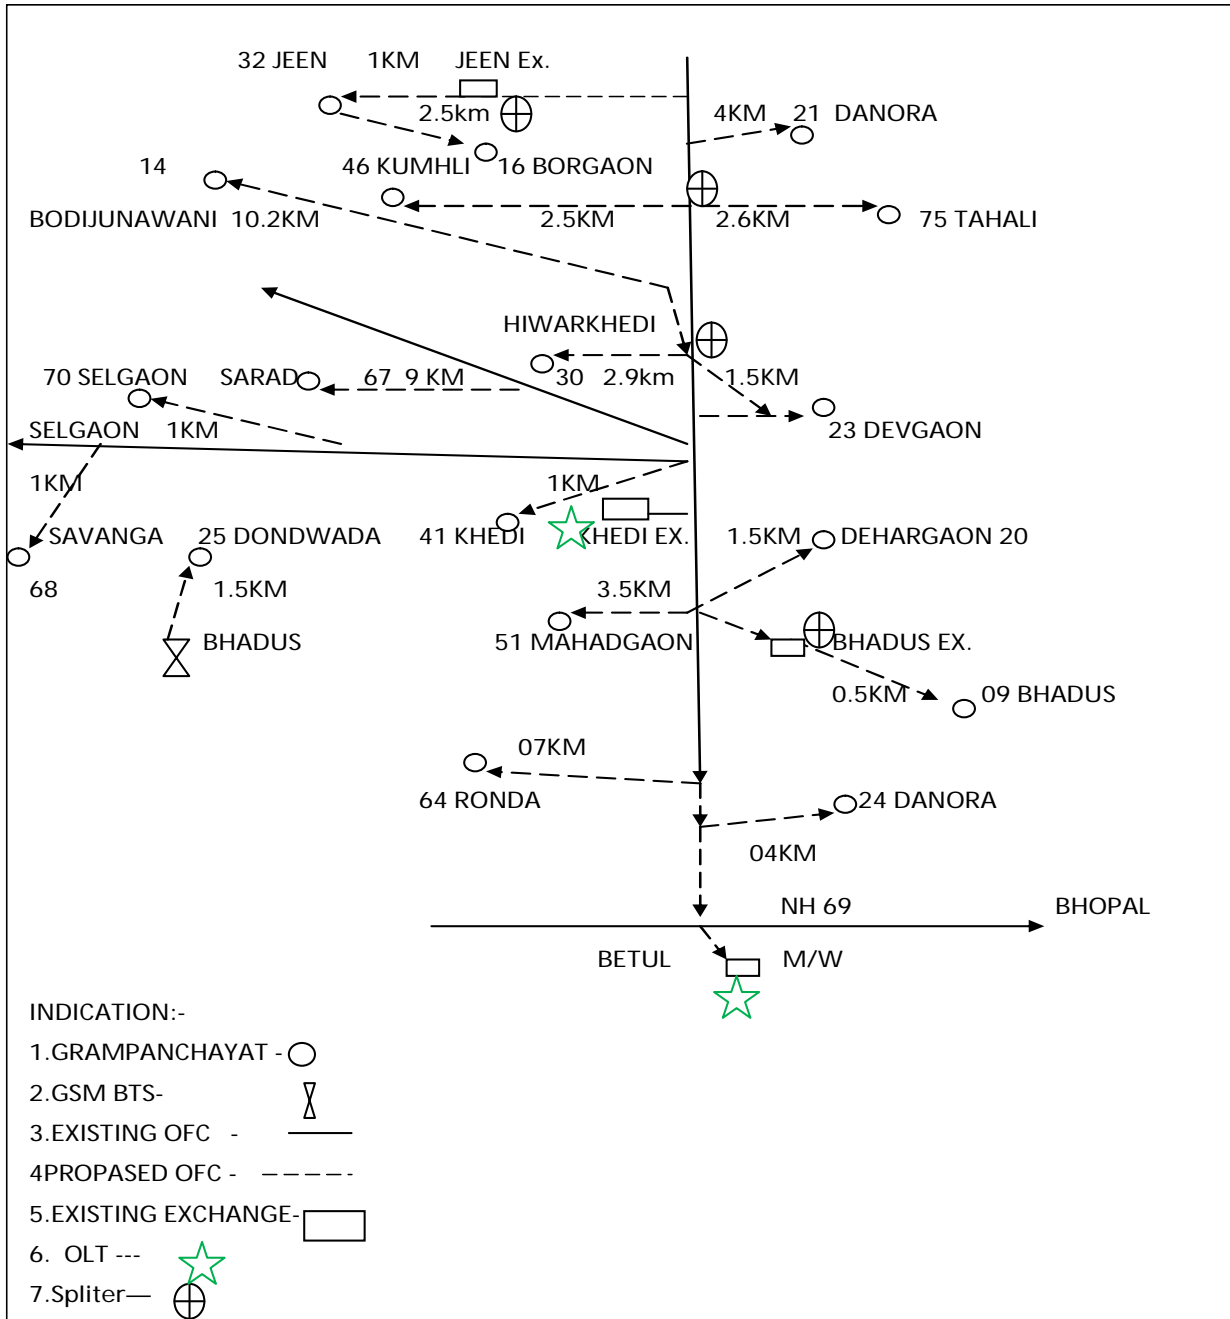 32 JEEN 1KM JEEN Ex.
2.5km 4KM 21 DANORA
14 46 KUMHLI 16 BORGAON
BODIJUNAWANI 10.2KM 2.5KM 2.6KM 75 TAHALI
HIWARKHEDI
70 SELGAON SARAD 67 9 KM 30 2.9km 1.5KM
SELGAON 1KM 23 DEVGAON
1KM 1KM
SAVANGA 25 DONDWADA 41 KHEDI KHEDI EX. 1.5KM DEHARGAON 20
68 1.5KM 3.5KM
BHADUS 51 MAHADGAON BHADUS EX.
0.5KM 09 BHADUS
07KM
64 RONDA 24 DANORA
04KM
NH 69 BHOPAL
BETUL M/W
INDICATION:-
1.GRAMPANCHAYAT -
2.GSM BTS-
3.EXISTING OFC -
4PROPASED OFC -
5.EXISTING EXCHANGE-
6. OLT ---
7.Spliter—